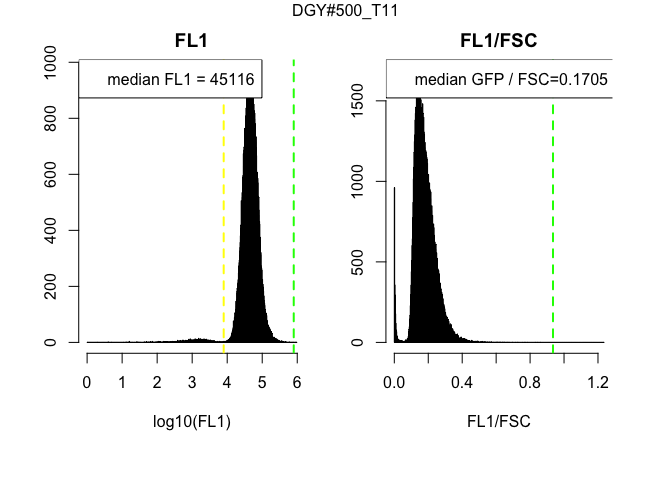 DGY#500_T11
FL1
median FL1 = 45116
0 200 400 600 800 1000
0 1 2 3 4 5 6
log10(FL1)
FL1/FSC
median GFP / FSC=0.1705
0 500 1000 1500
0.0 0.4 0.8 1.2
FL1/FSC